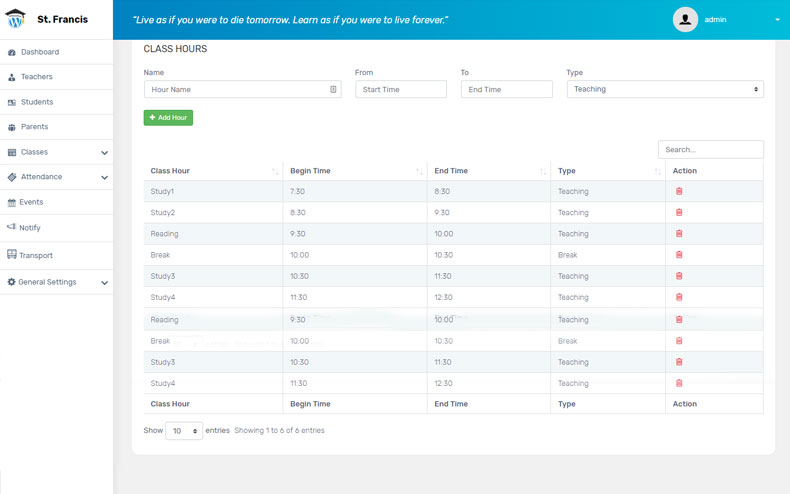 St. Francis
"Live as if you were to die tomorrow. Learn as if you were to live forever."
admin
Dashboard
Teachers
Students
Parents
Classes
Attendance
Events
Notify
Transport
General Settings
CLASS HOURS
Name From To Type
Hour Name Start Time End Time Teaching
+ Add Hour
Search...
Class Hour Begin Time End Time Type Action
Study1 7:30 8:30 Teaching
Study2 8:30 9:30 Teaching
Reading 9:30 10:00 Teaching
Break 10:00 10:30 Break
Study3 10:30 11:30 Teaching
Study4 11:30 12:30 Teaching
Reading 9:30 10:00 Teaching
Break 10:00 10:30 Break
Study3 10:30 11:30 Teaching
Study4 11:30 12:30 Teaching
Class Hour Begin Time End Time Type Action
Show 10 entries Showing 1 to 6 of 6 entries